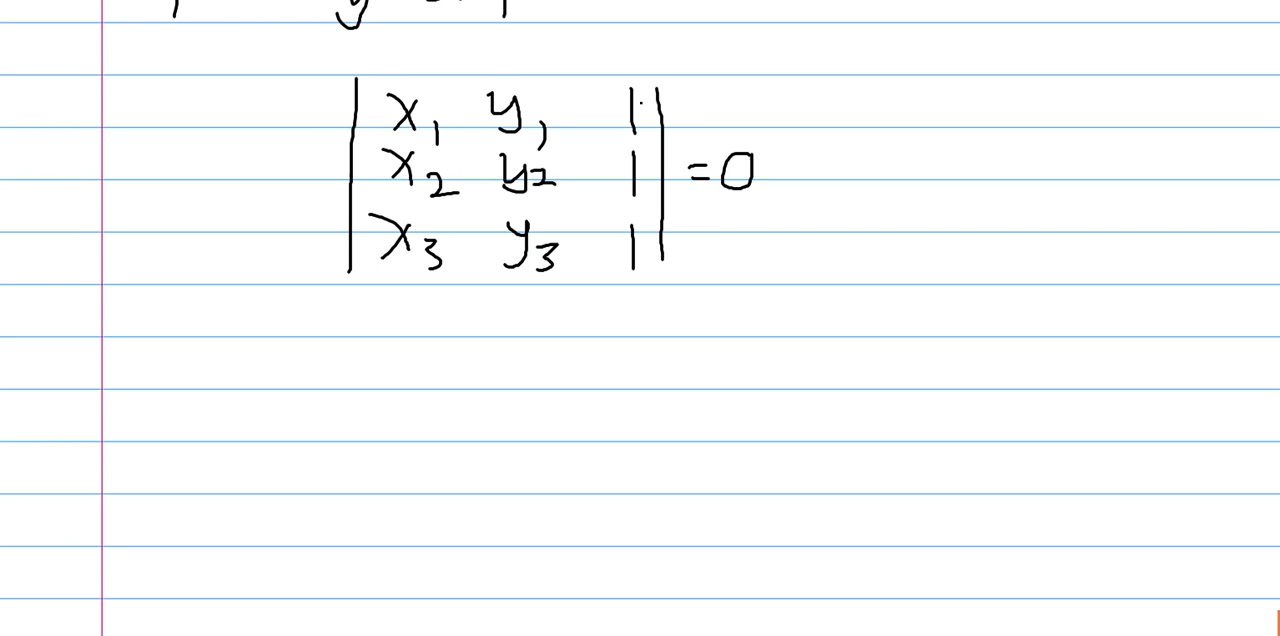 | x₁ y₁ 1 |
| x₂ y₂ 1 | = 0
| x₃ y₃ 1 |